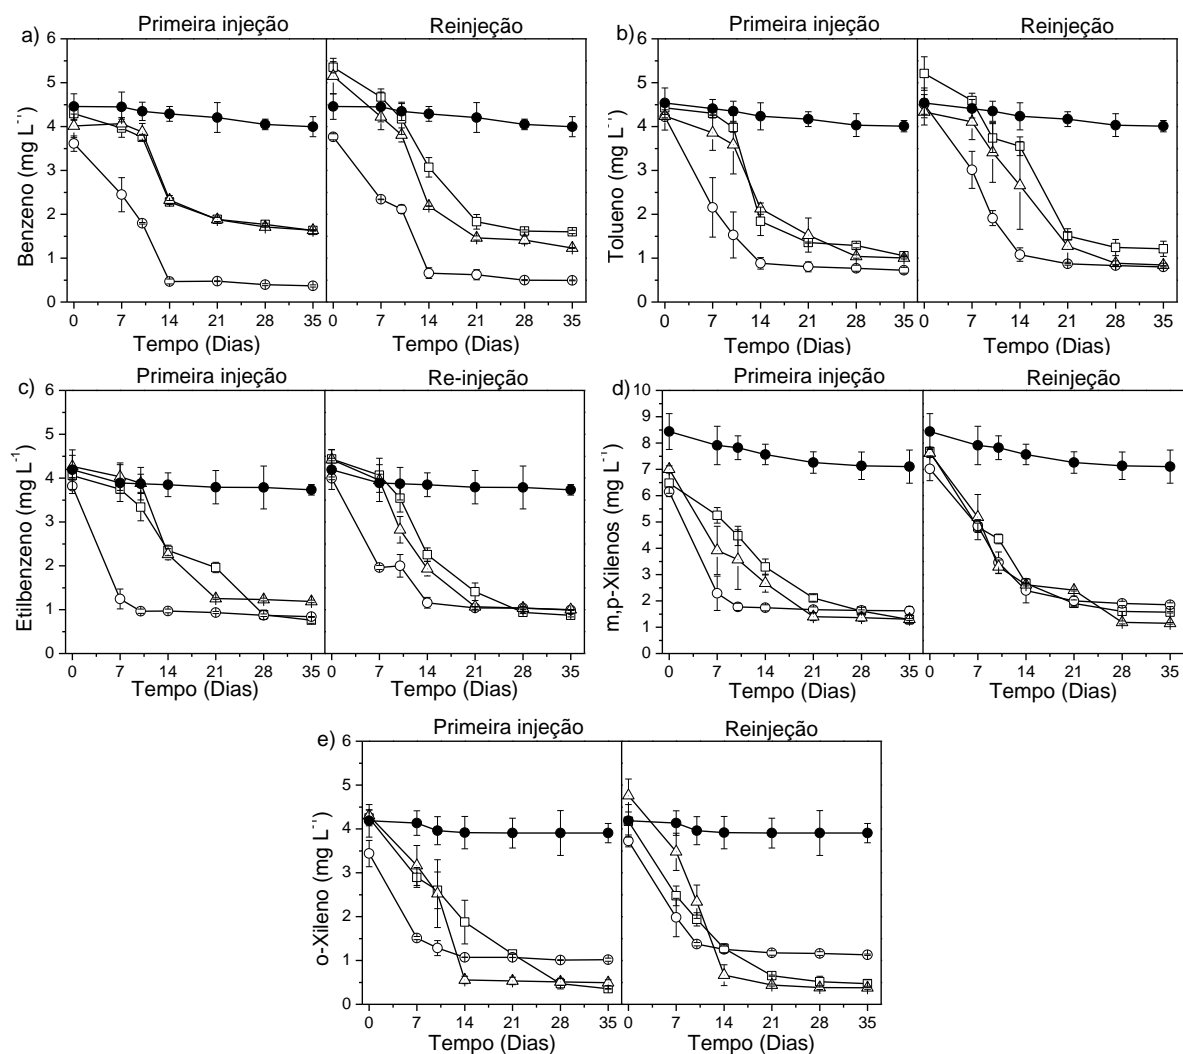 a)
Primeira injeção
Reinjeção
Benzeno (mg L⁻¹)
6
5
4
3
2
1
0
0 7 14 21 28 35 0 7 14 21 28 35
Tempo (Dias) Tempo (Dias)
b)
Primeira injeção
Reinjeção
Tolueno (mg L⁻¹)
6
5
4
3
2
1
0
0 7 14 21 28 35 0 7 14 21 28 35
Tempo (Dias) Tempo (Dias)
c)
Primeira injeção
Re-injeção
Etilbenzeno (mg L⁻¹)
6
5
4
3
2
1
0
0 7 14 21 28 35 0 7 14 21 28 35
Tempo (Dias) Tempo (Dias)
d)
Primeira injeção
Reinjeção
m,p-Xilenos (mg L⁻¹)
10
9
8
7
6
5
4
3
2
1
0
0 7 14 21 28 35 0 7 14 21 28 35
Tempo (Dias) Tempo (Dias)
e)
Primeira injeção
Reinjeção
o-Xileno (mg L⁻¹)
6
5
4
3
2
1
0
0 7 14 21 28 35 0 7 14 21 28 35
Tempo (Dias) Tempo (Dias)